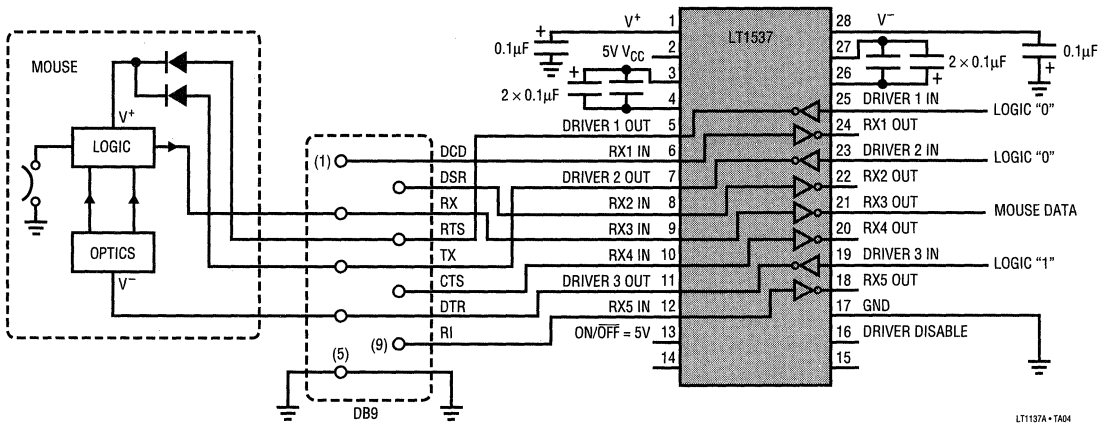 MOUSE
V+
LOGIC
OPTICS
V−
(1)
(5)
(9)
DB9
DCD
DSR
RX
RTS
TX
CTS
DTR
RI
0.1µF
+
V+
1
5V VCC
2
+
2 × 0.1µF
3
4
DRIVER 1 OUT 5
RX1 IN 6
DRIVER 2 OUT 7
RX2 IN 8
RX3 IN 9
RX4 IN 10
DRIVER 3 OUT 11
RX5 IN 12
ON/OFF = 5V 13
14
LT1537
28 V−
27
26
2 × 0.1µF
+
0.1µF
+
25 DRIVER 1 IN LOGIC "0"
24 RX1 OUT
23 DRIVER 2 IN LOGIC "0"
22 RX2 OUT
21 RX3 OUT MOUSE DATA
20 RX4 OUT
19 DRIVER 3 IN LOGIC "1"
18 RX5 OUT
17 GND
16 DRIVER DISABLE
15
LT1137A • TA04